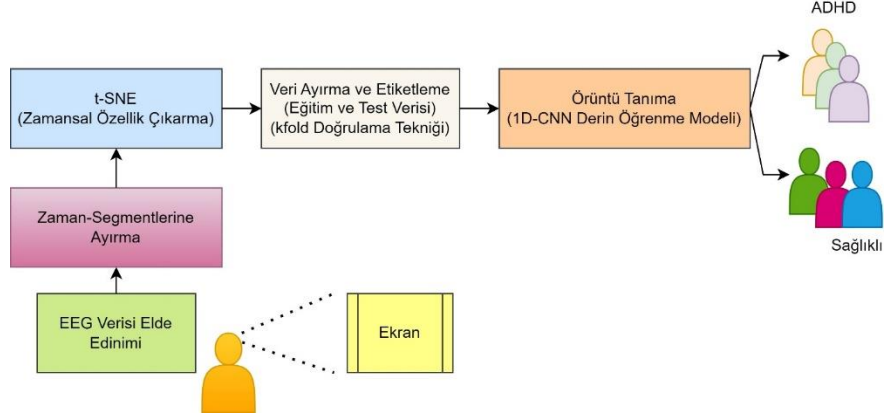 ADHD
t-SNE
(Zamansal Özellik Çıkarma)
Veri Ayırma ve Etiketleme
(Eğitim ve Test Verisi)
(kfold Doğrulama Tekniği)
Örüntü Tanıma
(1D-CNN Derin Öğrenme Modeli)
Zaman-Segmentlerine
Ayırma
Sağlıklı
EEG Verisi Elde
Edinimi
Ekran